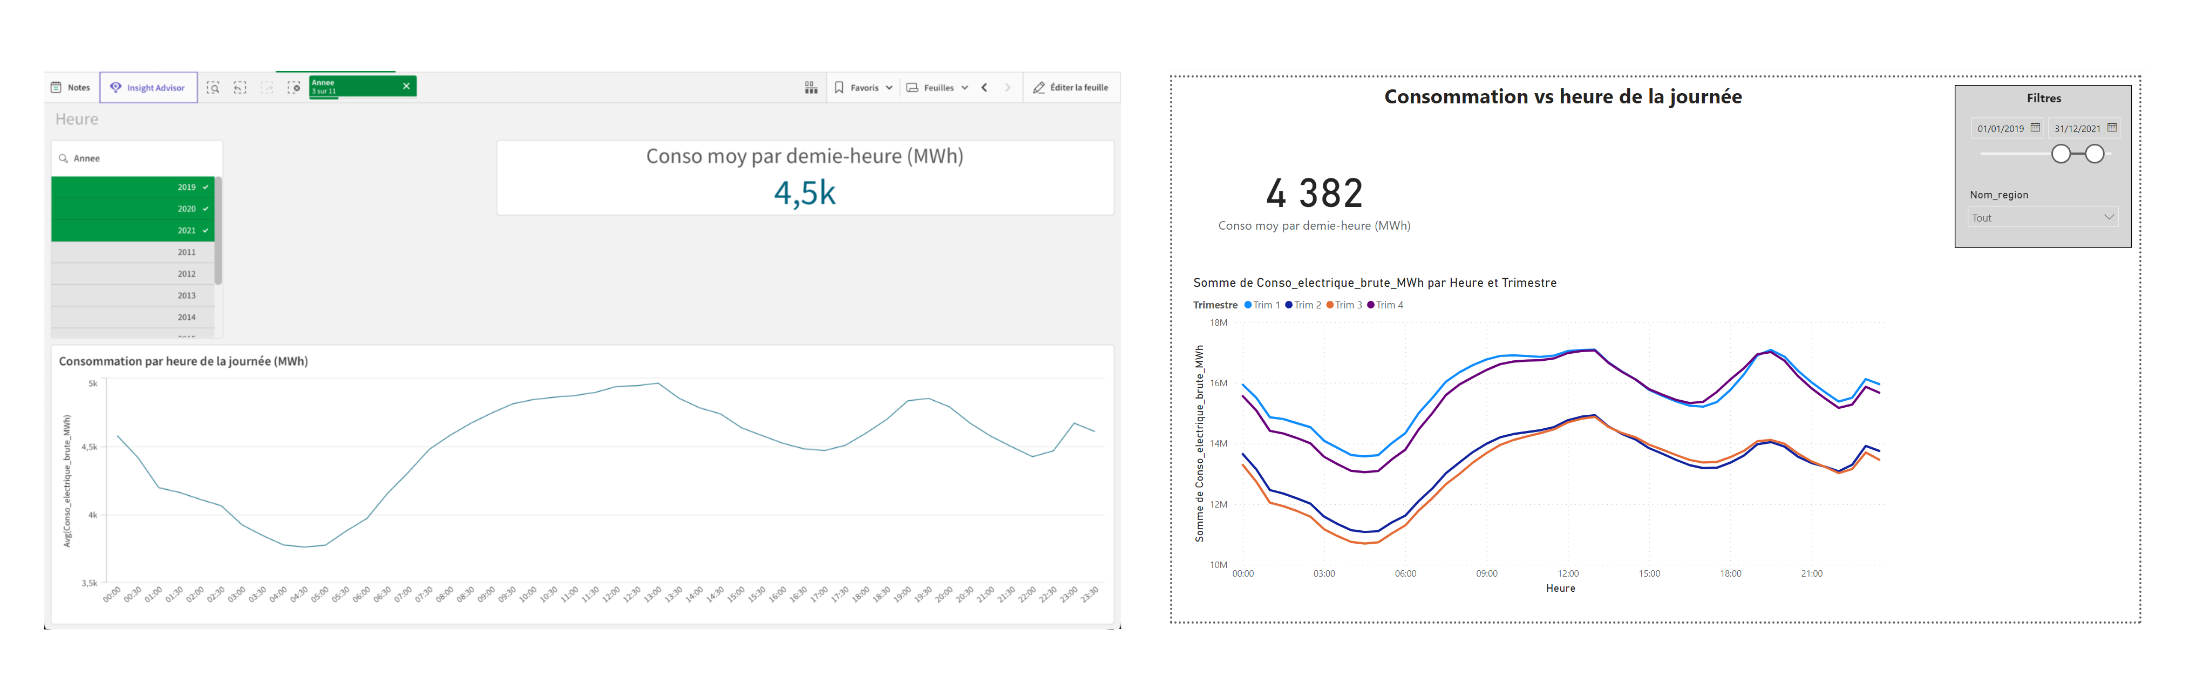 Notes
Insight Advisor
Annee
3 sur 11
Favoris
Feuilles
Éditer la feuille
Heure
Annee
2019
2020
2021
2011
2012
2013
2014
Conso moy par demie-heure (MWh)
4,5k
Consommation par heure de la journée (MWh)
Avg(Conso_electrique_brute_MWh)
5k
4,5k
4k
3,5k
00:00 00:30 01:00 01:30 02:00 02:30 03:00 03:30 04:00 04:30 05:00 05:30 06:00 06:30 07:00 07:30 08:00 08:30 09:00 09:30 10:00 10:30 11:00 11:30 12:00 12:30 13:00 13:30 14:00 14:30 15:00 15:30 16:00 16:30 17:00 17:30 18:00 18:30 19:00 19:30 20:00 20:30 21:00 21:30 22:00 22:30 23:00 23:30
Consommation vs heure de la journée
Filtres
01/01/2019 31/12/2021
Nom_region
Tout
4 382
Conso moy par demie-heure (MWh)
Somme de Conso_electrique_brute_MWh par Heure et Trimestre
Trimestre Trim 1 Trim 2 Trim 3 Trim 4
Somme de Conso_electrique_brute_MWh
18M
16M
14M
12M
10M
00:00 03:00 06:00 09:00 12:00 15:00 18:00 21:00
Heure